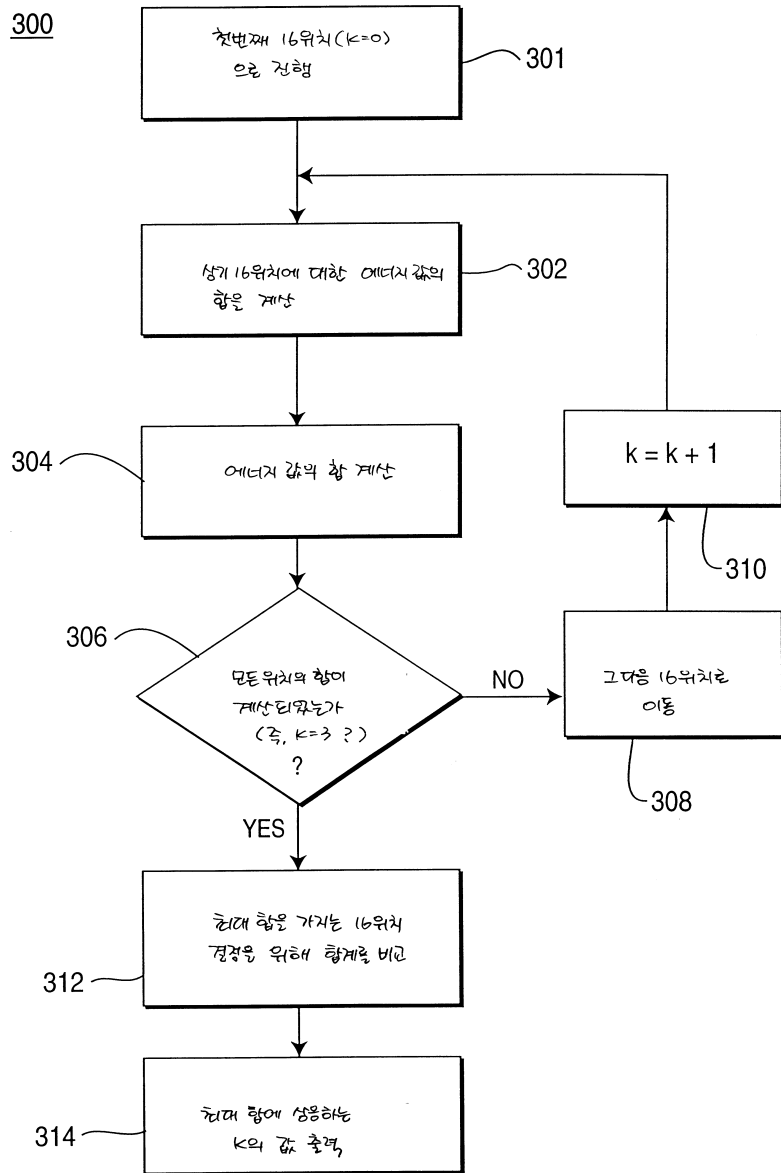 300
첫번째 16위치(K=0)
으로 진행
301
상기 16위치에 대한 에너지 값의
합을 계산
302
304
에너지 값의 합 계산
k = k + 1
310
306
모든 위치의 합이
계산되었는가
(즉, K=3 ?)
?
NO
그다음 16위치로
이동
308
YES
최대 합을 가지는 16위치
결정을 위해 합계를 비교
312
최대 합에 상응하는
K의 값 출력
314